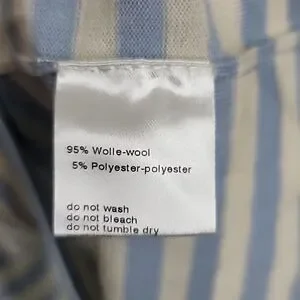 95% Wolle-wool
5% Polyester-polyester
do not wash
do not bleach
do not tumble dry